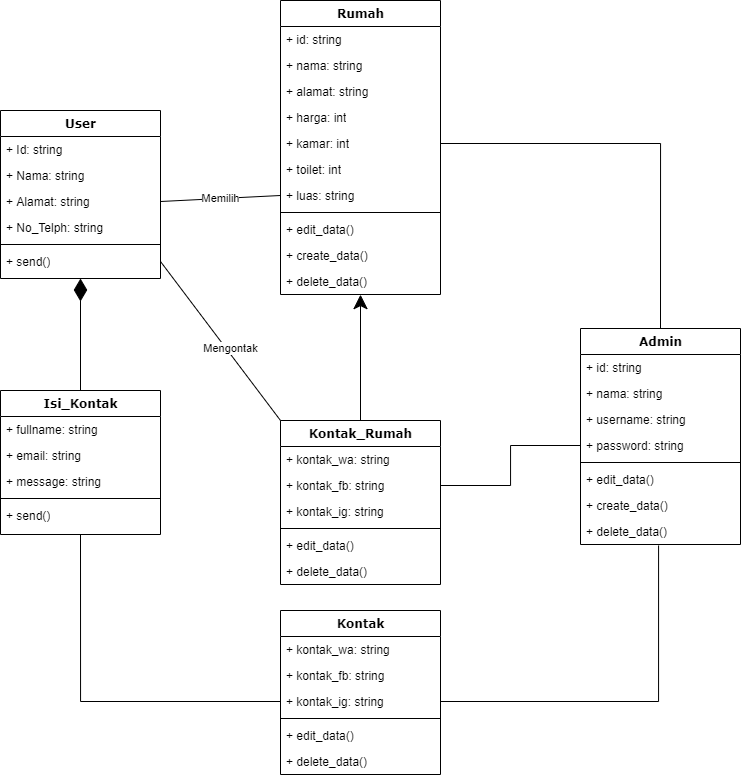 Rumah
+ id: string
+ nama: string
+ alamat: string
+ harga: int
+ kamar: int
+ toilet: int
+ luas: string
+ edit_data()
+ create_data()
+ delete_data()
User
+ Id: string
+ Nama: string
+ Alamat: string
+ No_Telph: string
+ send()
Memilih
Mengontak
Admin
+ id: string
+ nama: string
+ username: string
+ password: string
+ edit_data()
+ create_data()
+ delete_data()
Isi_Kontak
+ fullname: string
+ email: string
+ message: string
+ send()
Kontak_Rumah
+ kontak_wa: string
+ kontak_fb: string
+ kontak_ig: string
+ edit_data()
+ delete_data()
Kontak
+ kontak_wa: string
+ kontak_fb: string
+ kontak_ig: string
+ edit_data()
+ delete_data()